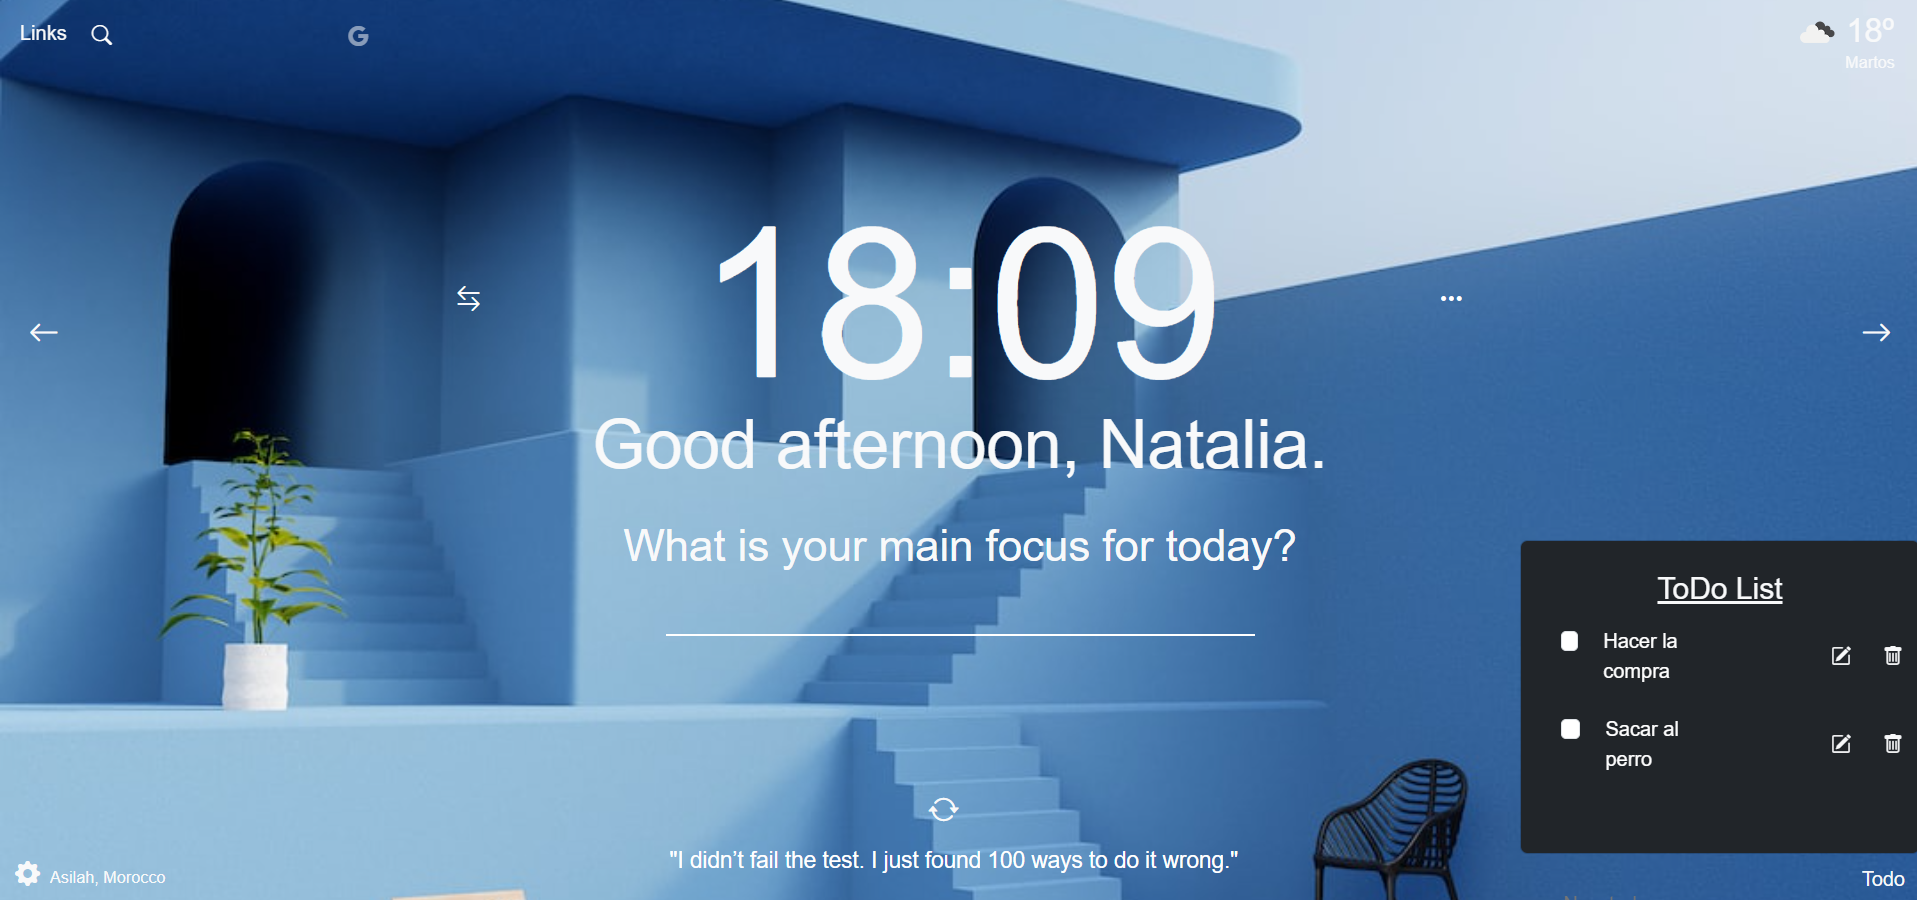 Links
G
18º
Martos
18:09
Good afternoon, Natalia.
What is your main focus for today?
ToDo List
Hacer la
compra
Sacar al
perro
"I didn’t fail the test. I just found 100 ways to do it wrong."
Asilah, Morocco
Todo